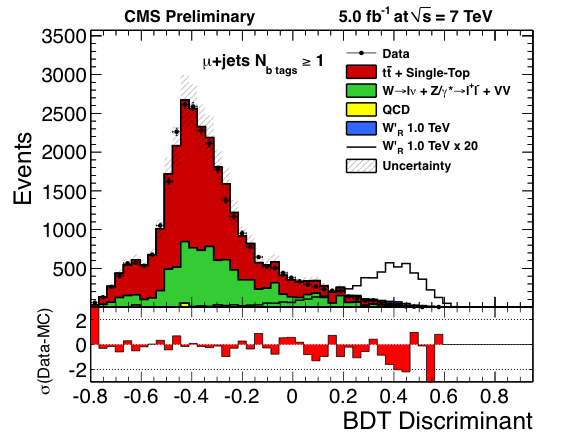 CMS Preliminary
5.0 fb⁻¹ at √s = 7 TeV
μ+jets N_b tags ≥ 1
Data
tt̄ + Single-Top
W→lν + Z/γ*→l⁺l⁻ + VV
QCD
W'_R 1.0 TeV
W'_R 1.0 TeV x 20
Uncertainty
Events
3500
3000
2500
2000
1500
1000
500
σ(Data-MC)
2
0
-2
-0.8 -0.6 -0.4 -0.2 0 0.2 0.4 0.6 0.8
BDT Discriminant